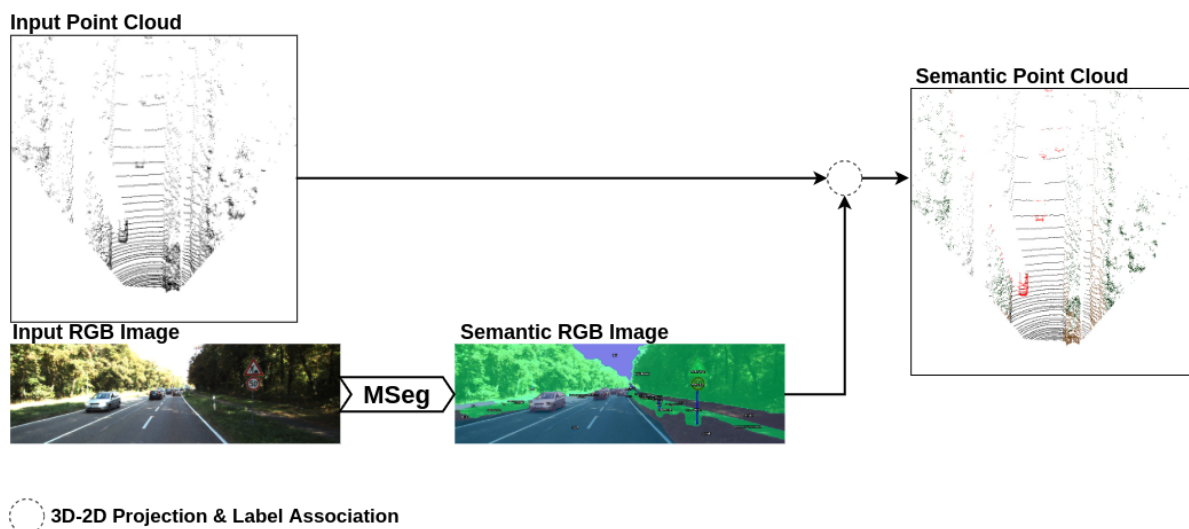 Input Point Cloud
Semantic Point Cloud
Input RGB Image
Semantic RGB Image
MSeg
3D-2D Projection & Label Association